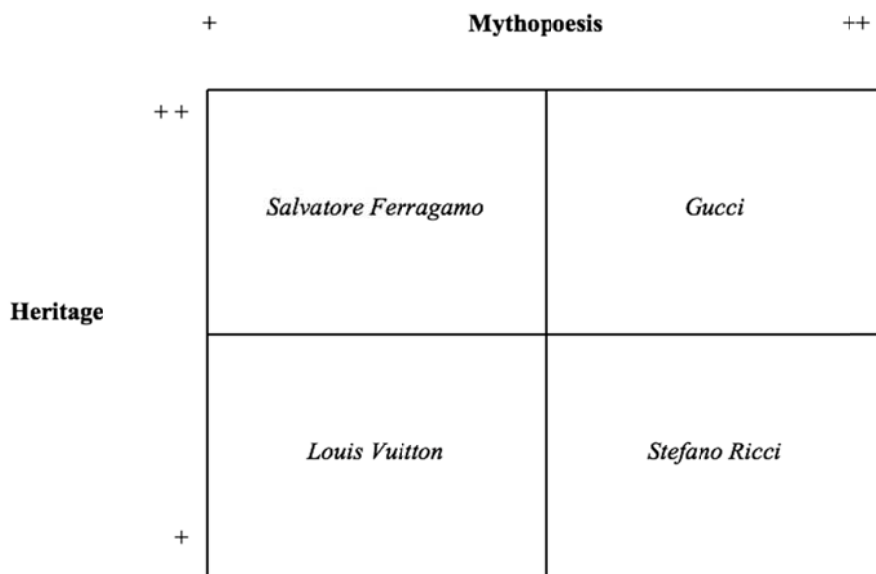 + Mythopoesis ++
+ +
Salvatore Ferragamo Gucci
Heritage
Louis Vuitton Stefano Ricci
+